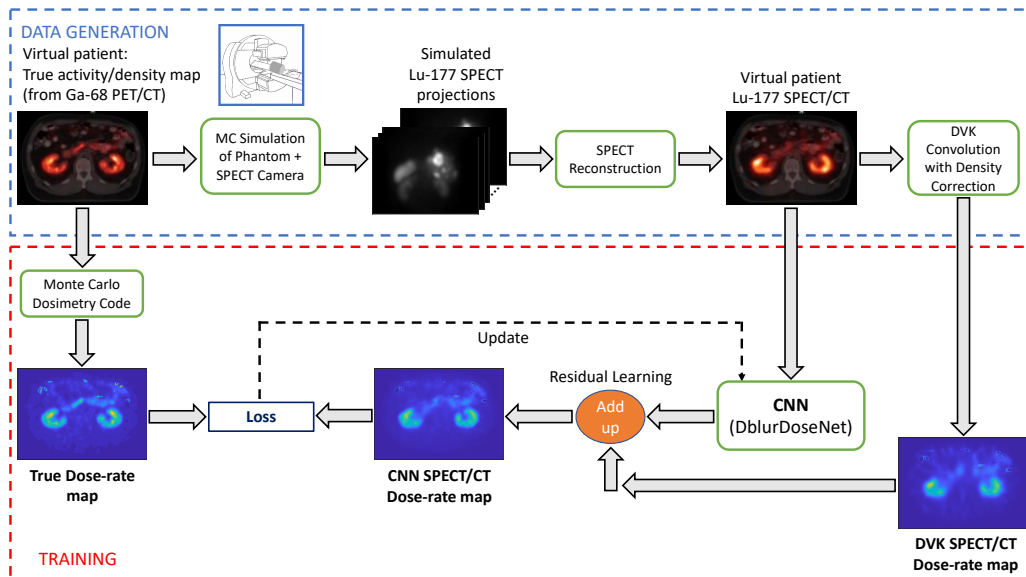 DATA GENERATION
Virtual patient:
True activity/density map
(from Ga-68 PET/CT)
MC Simulation
of Phantom +
SPECT Camera
Simulated
Lu-177 SPECT
projections
SPECT
Reconstruction
Virtual patient
Lu-177 SPECT/CT
DVK
Convolution
with Density
Correction
Monte Carlo
Dosimetry Code
Update
Residual Learning
True Dose-rate
map
Loss
CNN SPECT/CT
Dose-rate map
Add
up
CNN
(DblurDoseNet)
DVK SPECT/CT
Dose-rate map
TRAINING